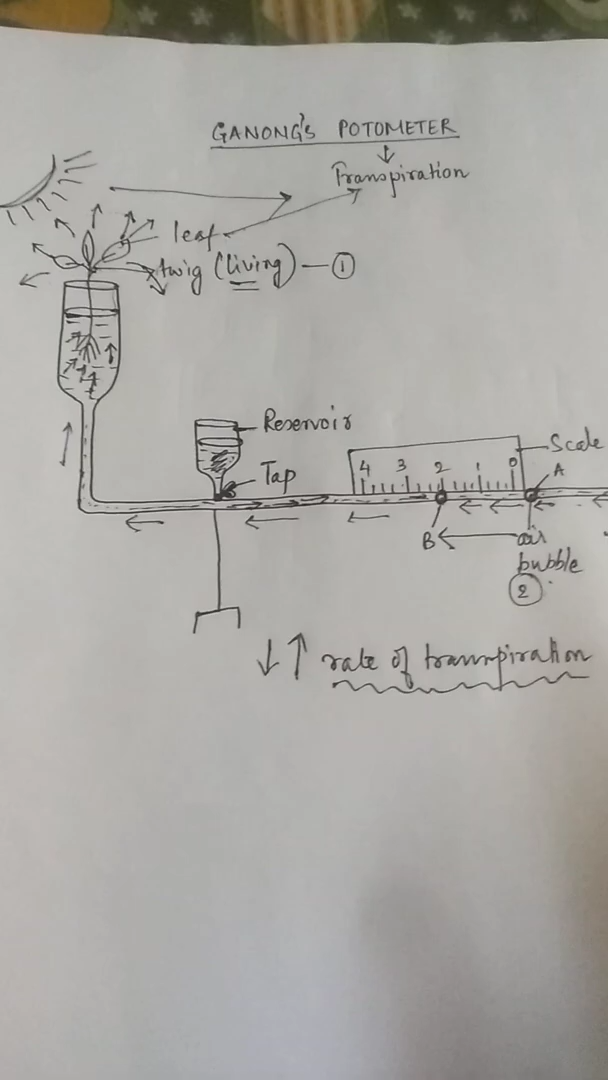 GANONG'S POTOMETER
↓
Transpiration
leaf
twig (living) — ①
Reservoir
Tap
Scale
4 3 2 1 0
A
B ← air
bubble
②
↓↑ rate of transpiration